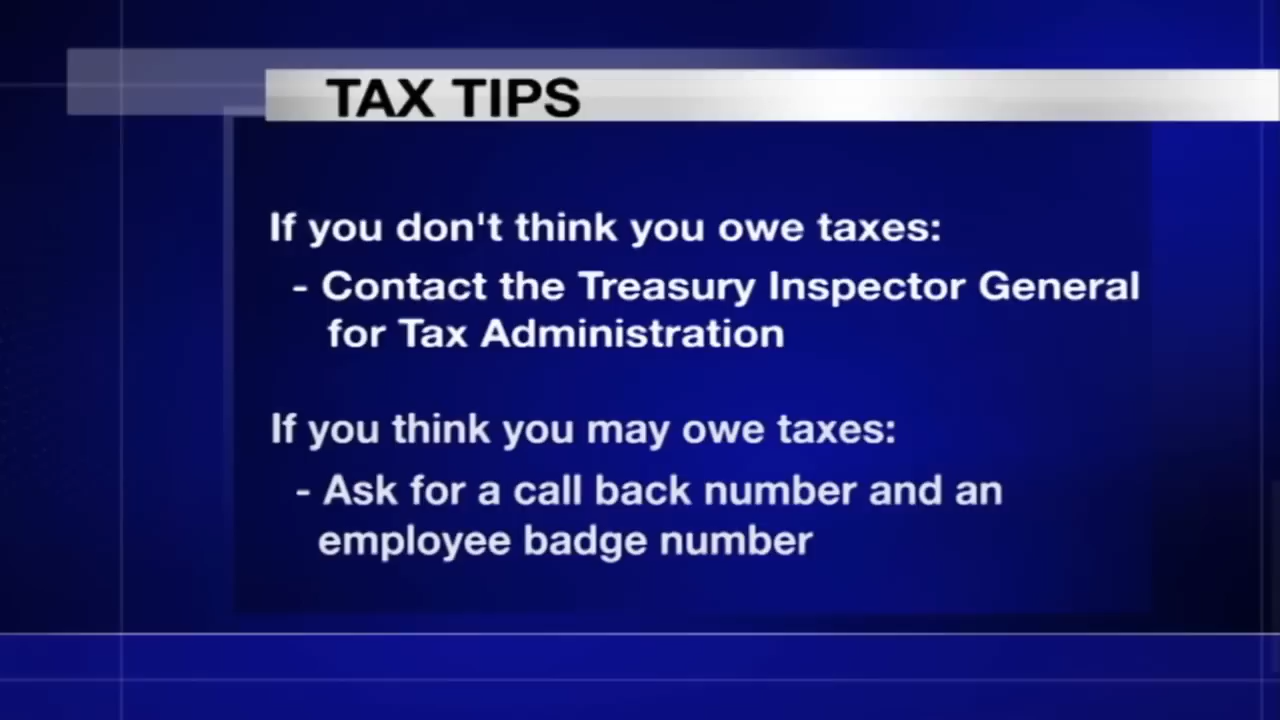 TAX TIPS
If you don't think you owe taxes:
- Contact the Treasury Inspector General
for Tax Administration
If you think you may owe taxes:
- Ask for a call back number and an
employee badge number